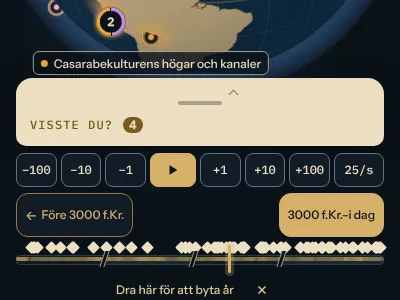 2
Casarabekulturens högar och kanaler
VISSTE DU? 4
−100 −10 −1 +1 +10 +100 25/s
← Före 3000 f.Kr. 3000 f.Kr.–i dag
Dra här för att byta år ✕